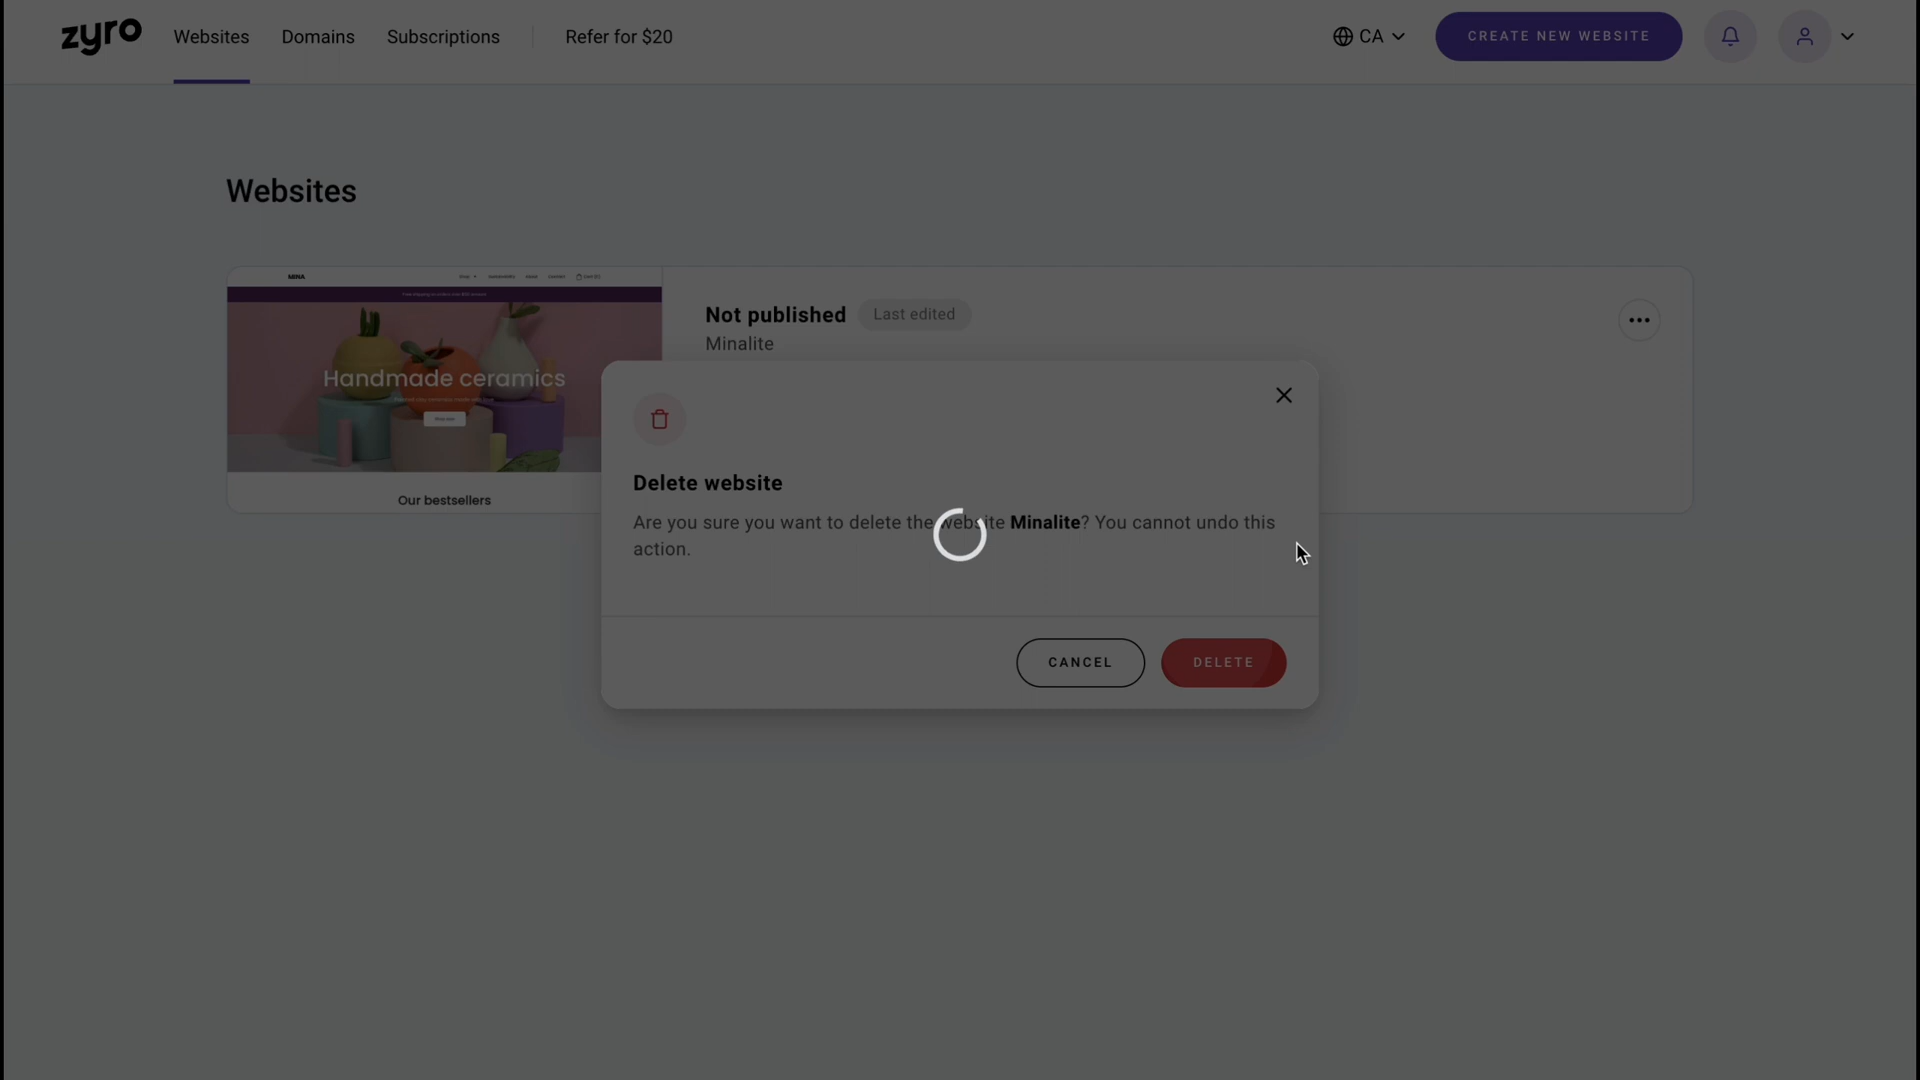 zyro
Websites
Domains
Subscriptions
Refer for $20
CA
CREATE NEW WEBSITE
Websites
MINA
Not published
Last edited
Minalite
Handmade ceramics
Our bestsellers
Delete website
Are you sure you want to delete the website Minalite? You cannot undo this
action.
CANCEL
DELETE